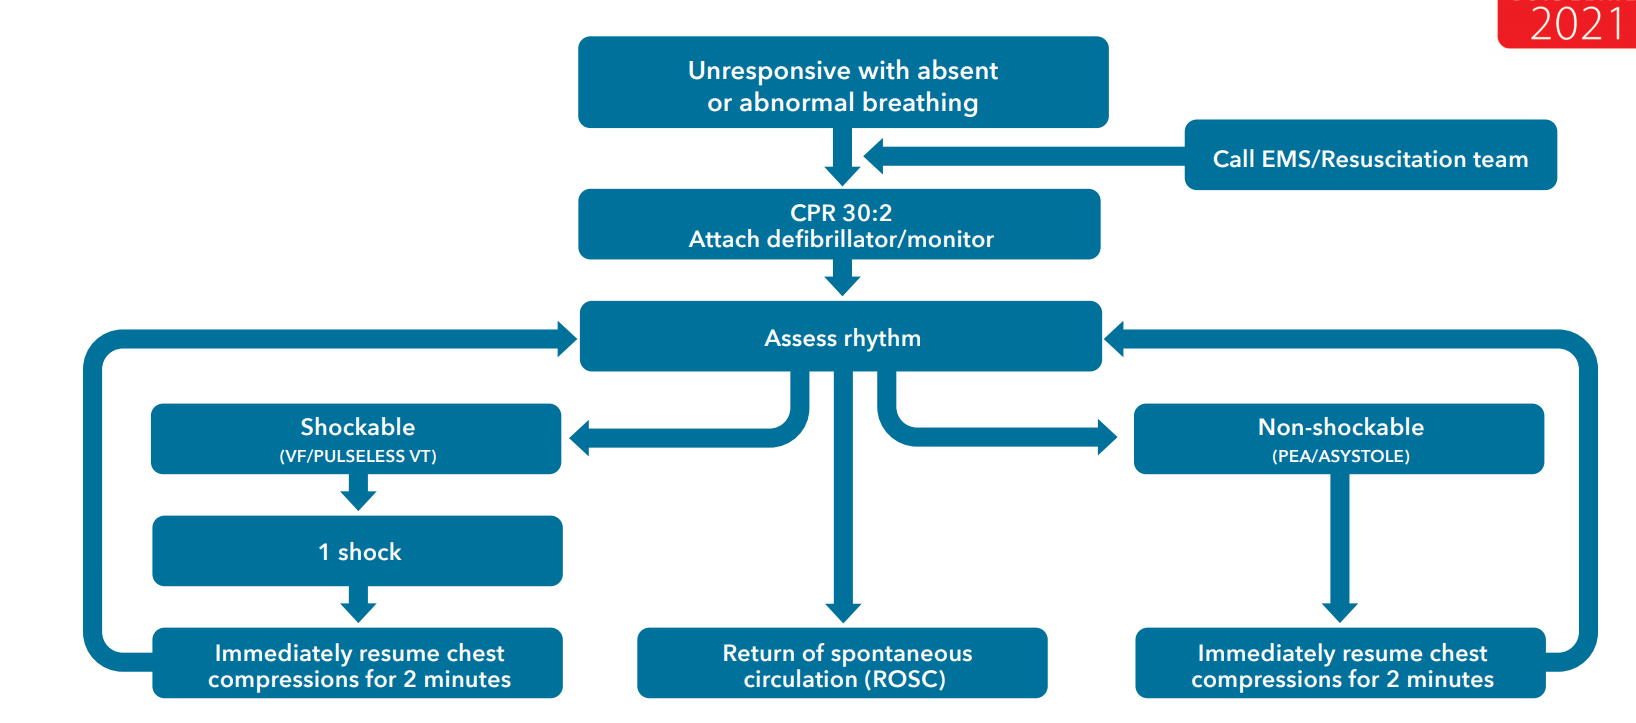 2021
Unresponsive with absent
or abnormal breathing
Call EMS/Resuscitation team
CPR 30:2
Attach defibrillator/monitor
Assess rhythm
Shockable
(VF/PULSELESS VT)
Non-shockable
(PEA/ASYSTOLE)
1 shock
Immediately resume chest
compressions for 2 minutes
Return of spontaneous
circulation (ROSC)
Immediately resume chest
compressions for 2 minutes